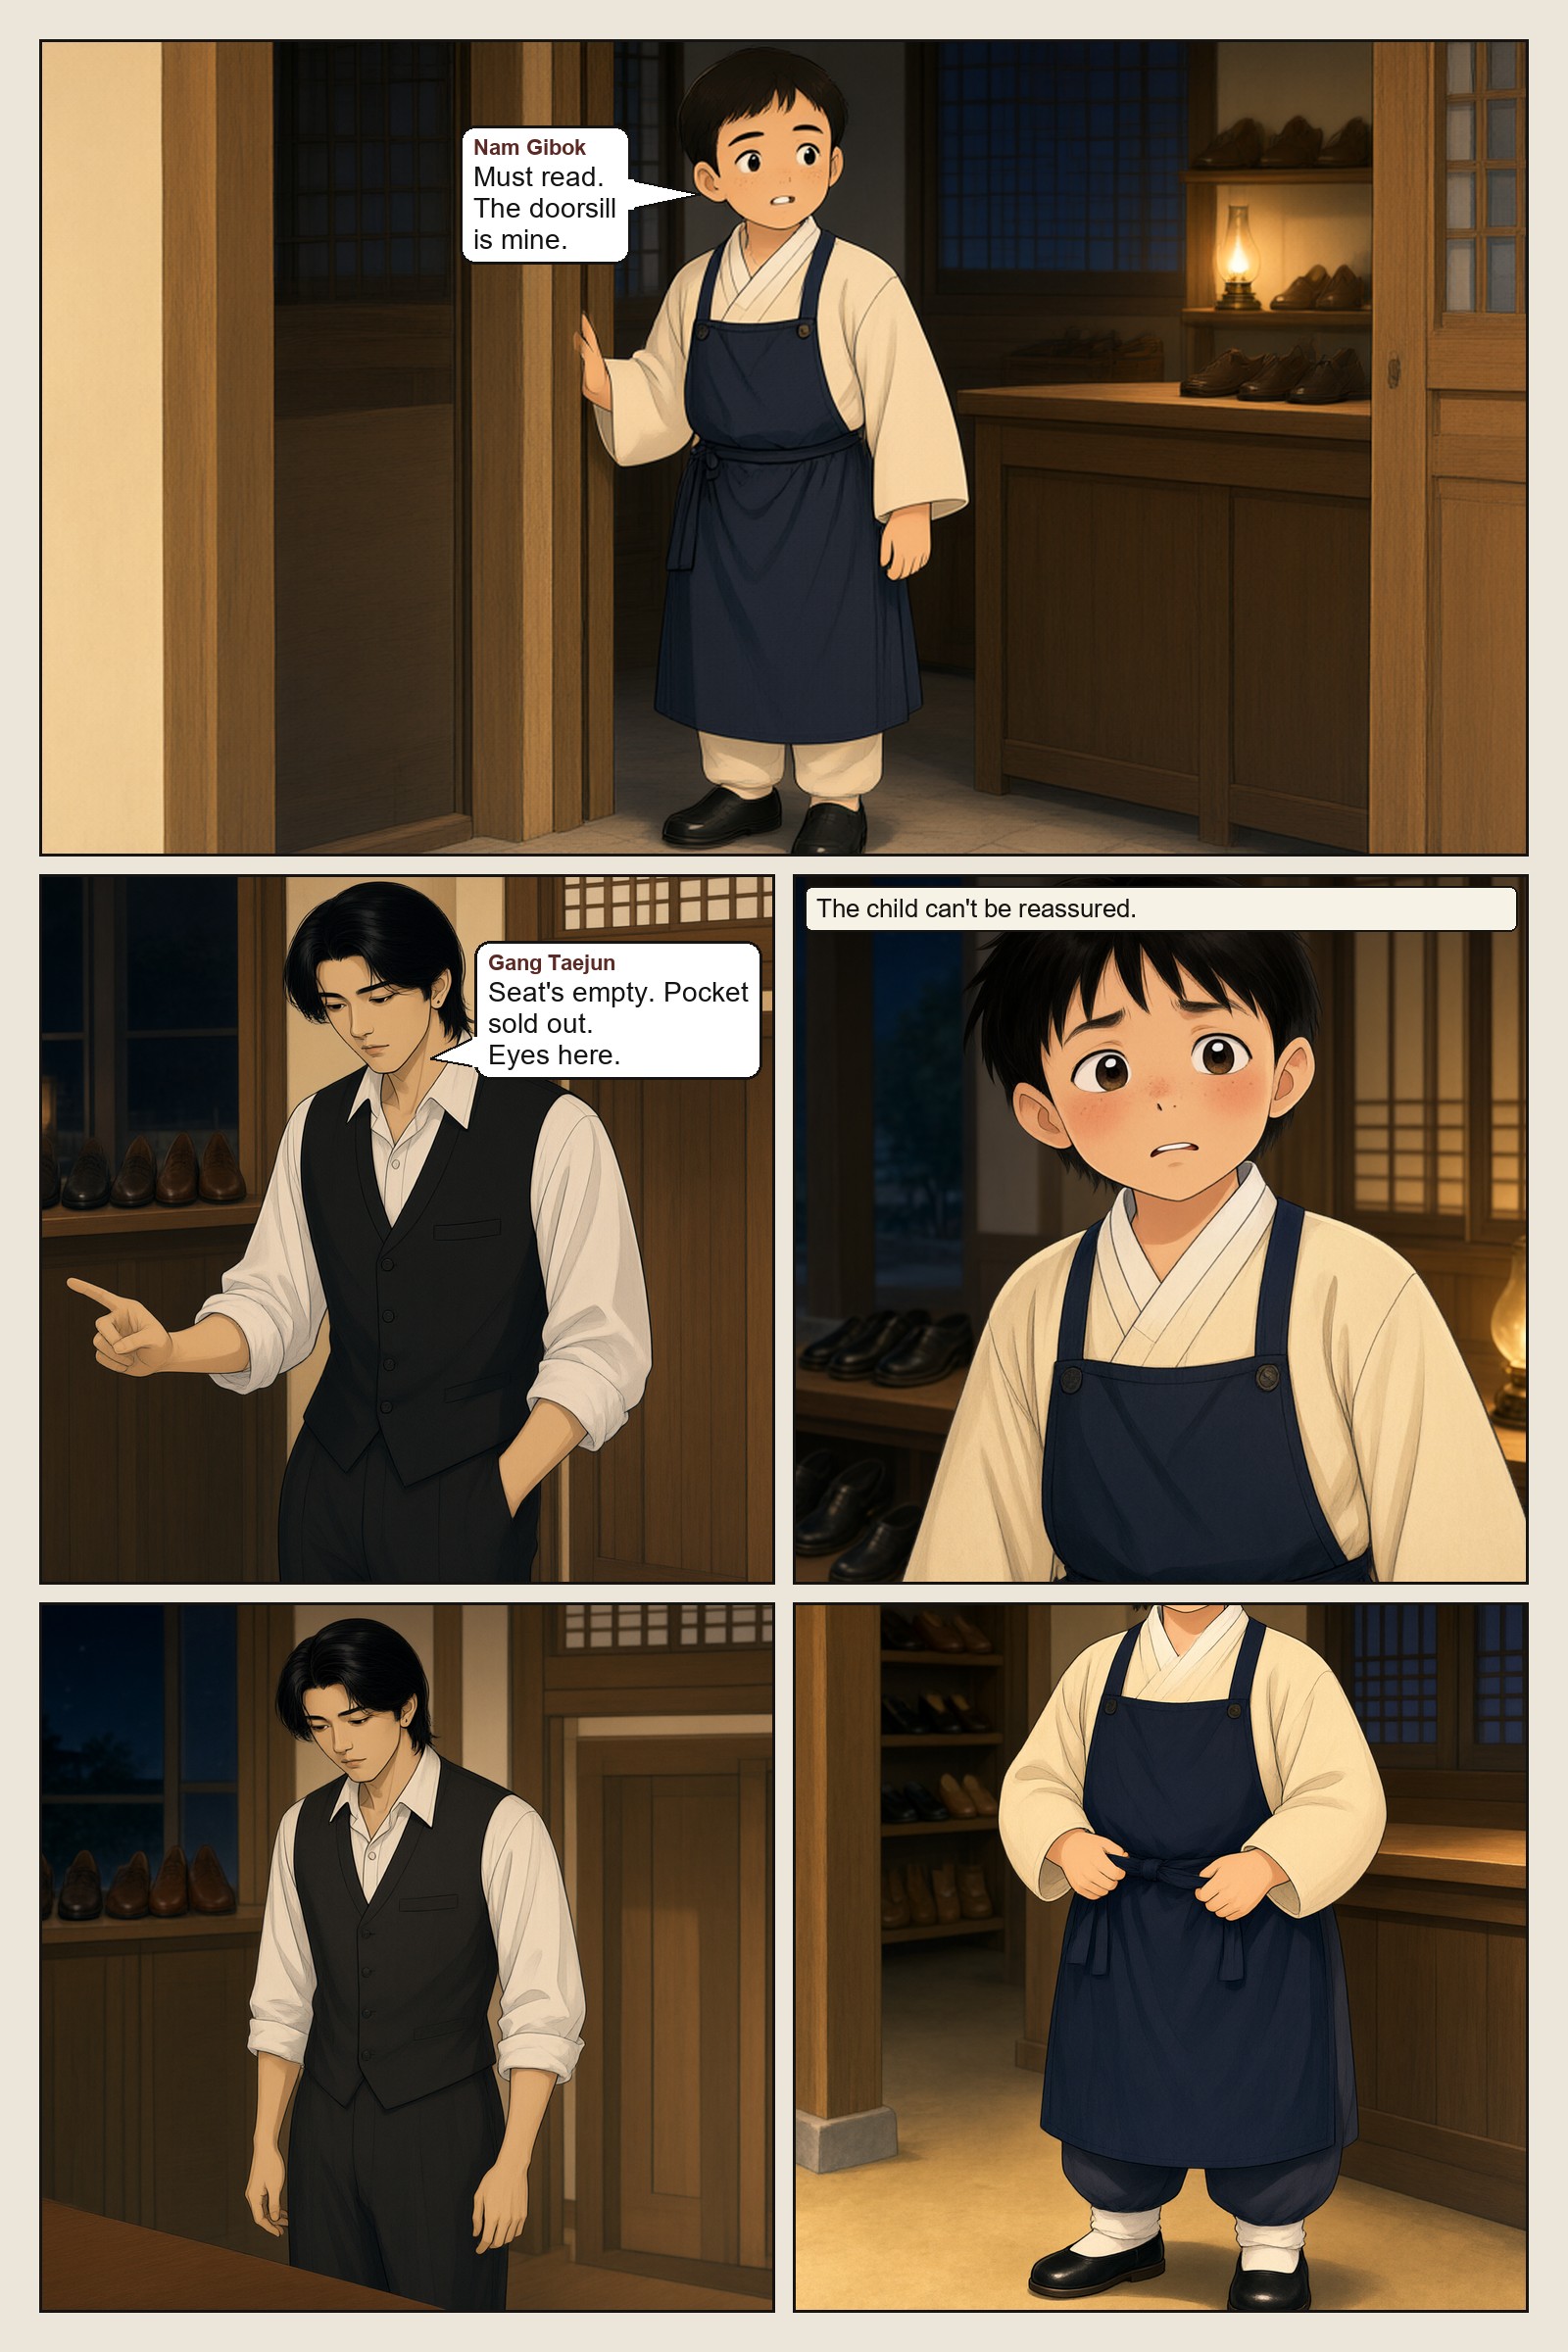 Nam Gibok
Must read.
The doorsill
is mine.
Gang Taejun
Seat's empty. Pocket
sold out.
Eyes here.
The child can't be reassured.